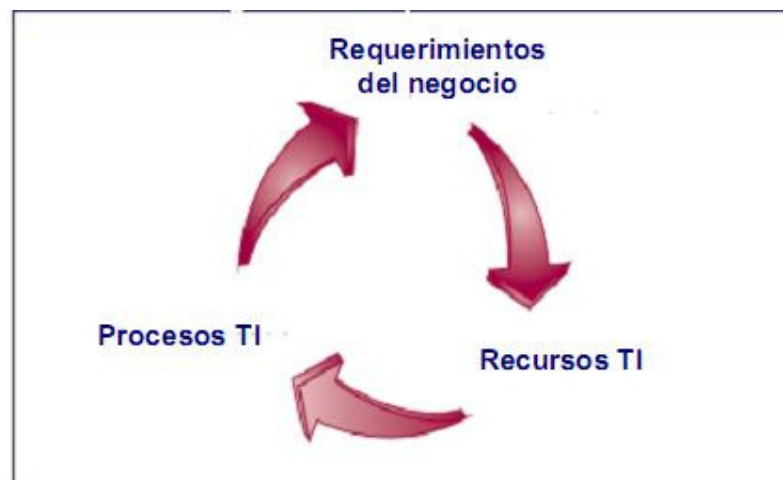 Requerimientos
del negocio
Procesos TI
Recursos TI